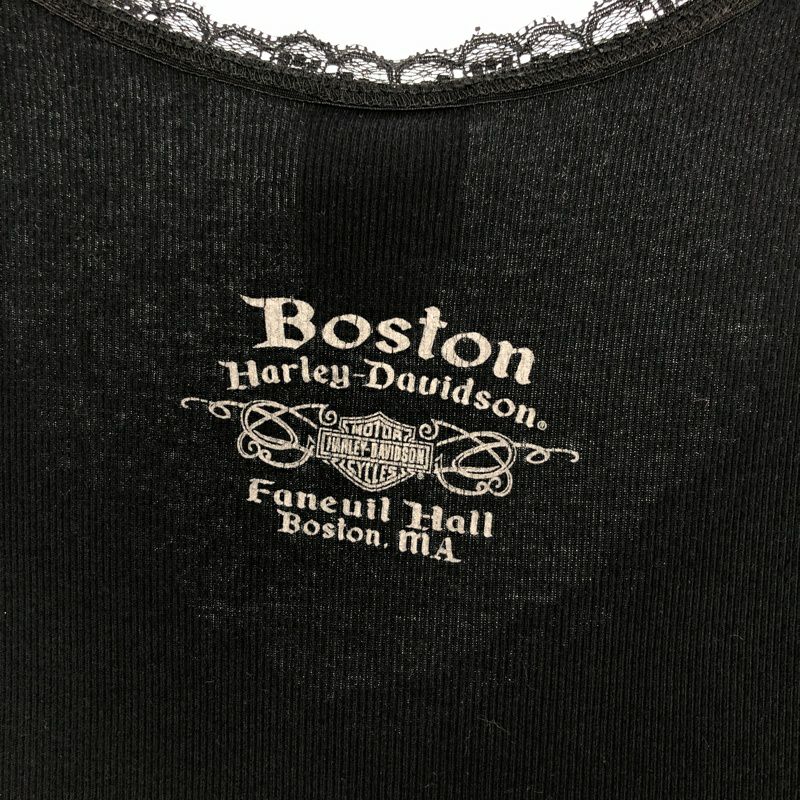 Boston
Harley-Davidson®
MOTOR
HARLEY-DAVIDSON
CYCLES
Faneuil Hall
Boston, MA